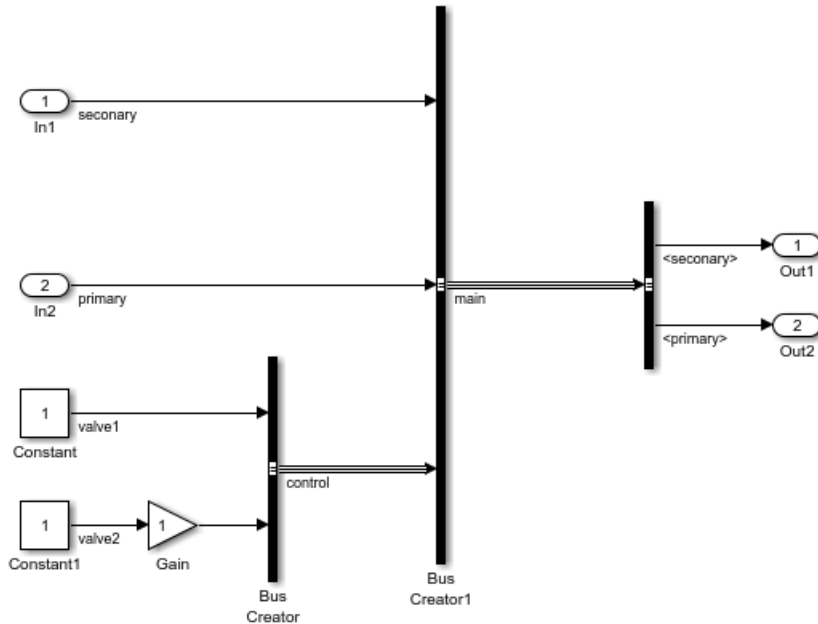 1
seconary
In1
2
primary
In2
main
<seconary>
1
Out1
<primary>
2
Out2
1
valve1
Constant
control
1
valve2
Constant1
1
Gain
Bus
Creator
Bus
Creator1